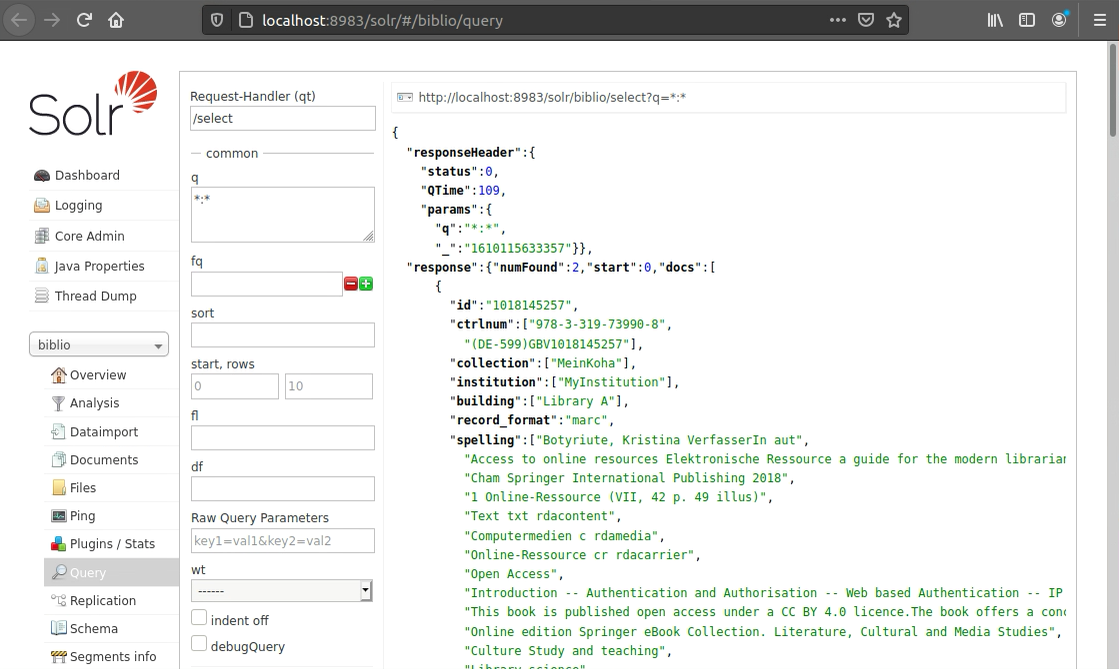 localhost:8983/solr/#/biblio/query
Solr
Dashboard
Logging
Core Admin
Java Properties
Thread Dump
biblio
Overview
Analysis
Dataimport
Documents
Files
Ping
Plugins / Stats
Query
Replication
Schema
Segments info
Request-Handler (qt)
/select
common
q
*:*
fq
sort
start, rows
0 10
fl
df
Raw Query Parameters
key1=val1&key2=val2
wt
------
indent off
debugQuery
http://localhost:8983/solr/biblio/select?q=*:*
{
"responseHeader":{
"status":0,
"QTime":109,
"params":{
"q":"*:*",
"_":"1610115633357"}},
"response":{"numFound":2,"start":0,"docs":[
{
"id":"1018145257",
"ctrlnum":["978-3-319-73990-8",
"(DE-599)GBV1018145257"],
"collection":["MeinKoha"],
"institution":["MyInstitution"],
"building":["Library A"],
"record_format":"marc",
"spelling":["Botyriute, Kristina VerfasserIn aut",
"Access to online resources Elektronische Ressource a guide for the modern librarian
"Cham Springer International Publishing 2018",
"1 Online-Ressource (VII, 42 p. 49 illus)",
"Text txt rdacontent",
"Computermedien c rdamedia",
"Online-Ressource cr rdacarrier",
"Open Access",
"Introduction -- Authentication and Authorisation -- Web based Authentication -- IP
"This book is published open access under a CC BY 4.0 licence.The book offers a conc
"Online edition Springer eBook Collection. Literature, Cultural and Media Studies",
"Culture Study and teaching",
"Library science",